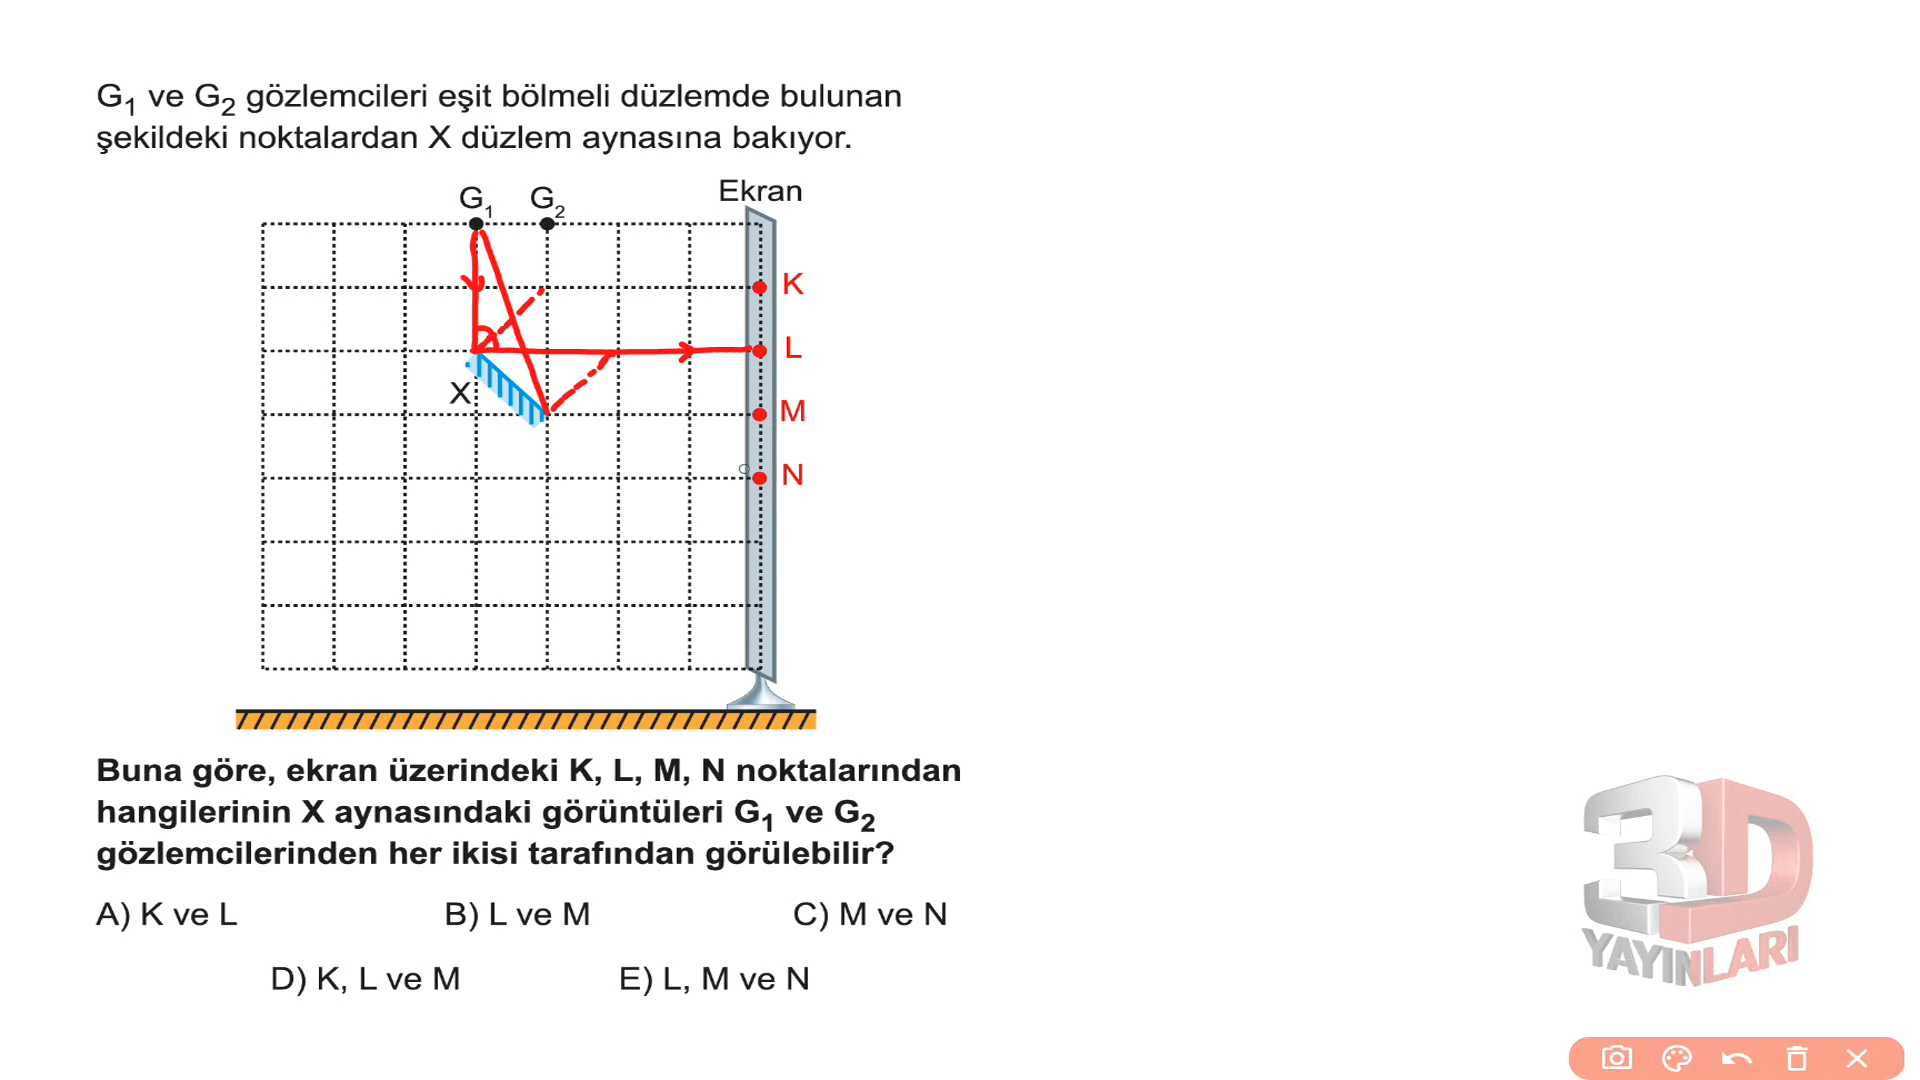 G1 ve G2 gözlemcileri eşit bölmeli düzlemde bulunan
şekildeki noktalardan X düzlem aynasına bakıyor.
G1 G2 Ekran
K
L
X
M
N
Buna göre, ekran üzerindeki K, L, M, N noktalarından
hangilerinin X aynasındaki görüntüleri G1 ve G2
gözlemcilerinden her ikisi tarafından görülebilir?
A) K ve L B) L ve M C) M ve N
D) K, L ve M E) L, M ve N
3D
YAYINLARI